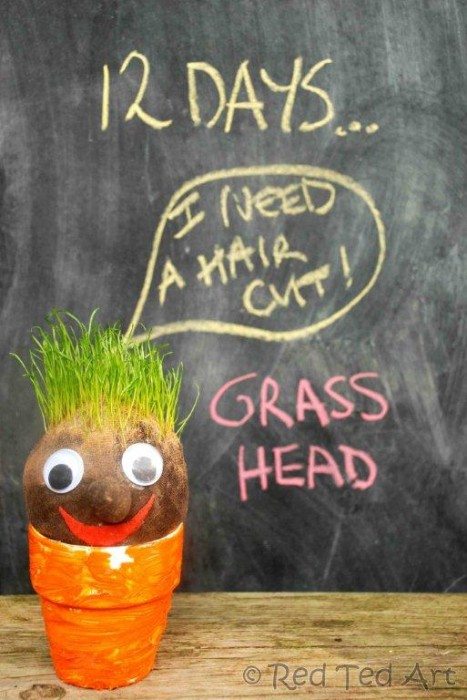 12 DAYS...
I NEED
A HAIR
CUT!
GRASS
HEAD
© Red Ted Art